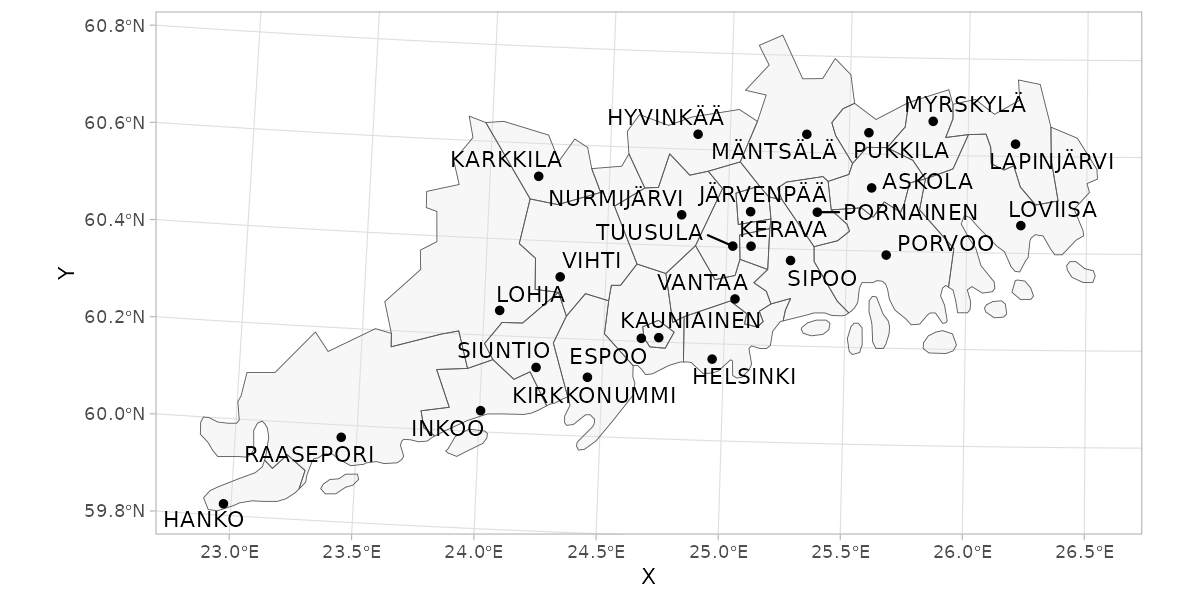 60.8°N
60.6°N
60.4°N
60.2°N
60.0°N
59.8°N
Y
MYRSKYLÄ
HYVINKÄÄ
MÄNTSÄLÄ
PUKKILA
KARKKILA
LAPINJÄRVI
ASKOLA
NURMIJÄRVI
JÄRVENPÄÄ
PORNAINEN
LOVIISA
TUUSULA
KERAVA
PORVOO
VIHTI
SIPOO
VANTAA
LOHJA
KAUNIAINEN
SIUNTIO
ESPOO
HELSINKI
KIRKKONUMMI
INKOO
RAASEPORI
HANKO
23.0°E
23.5°E
24.0°E
24.5°E
25.0°E
25.5°E
26.0°E
26.5°E
X